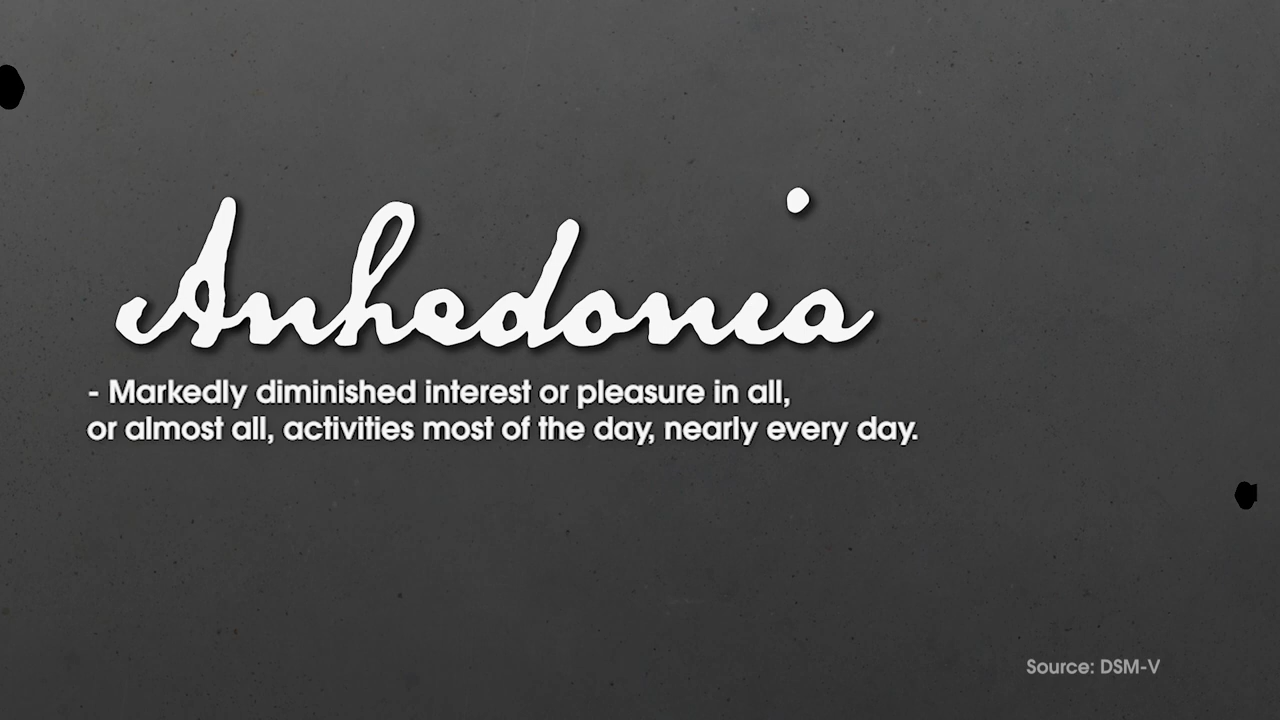 Anhedonia
- Markedly diminished interest or pleasure in all,
or almost all, activities most of the day, nearly every day.
Source: DSM-V